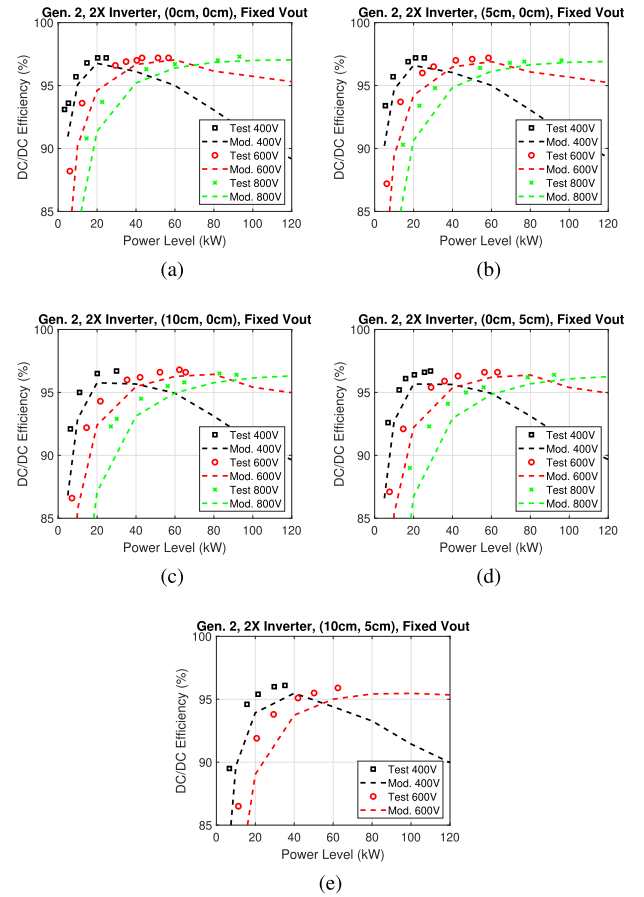 Gen. 2, 2X Inverter, (0cm, 0cm), Fixed Vout
100
95
90
85
DC/DC Efficiency (%)
0 20 40 60 80 100 120
Power Level (kW)
Test 400V
Mod. 400V
Test 600V
Mod. 600V
Test 800V
Mod. 800V
(a)
Gen. 2, 2X Inverter, (5cm, 0cm), Fixed Vout
100
95
90
85
DC/DC Efficiency (%)
0 20 40 60 80 100 120
Power Level (kW)
Test 400V
Mod. 400V
Test 600V
Mod. 600V
Test 800V
Mod. 800V
(b)
Gen. 2, 2X Inverter, (10cm, 0cm), Fixed Vout
100
95
90
85
DC/DC Efficiency (%)
0 20 40 60 80 100 120
Power Level (kW)
Test 400V
Mod. 400V
Test 600V
Mod. 600V
Test 800V
Mod. 800V
(c)
Gen. 2, 2X Inverter, (0cm, 5cm), Fixed Vout
100
95
90
85
DC/DC Efficiency (%)
0 20 40 60 80 100 120
Power Level (kW)
Test 400V
Mod. 400V
Test 600V
Mod. 600V
Test 800V
Mod. 800V
(d)
Gen. 2, 2X Inverter, (10cm, 5cm), Fixed Vout
100
95
90
85
DC/DC Efficiency (%)
0 20 40 60 80 100 120
Power Level (kW)
Test 400V
Mod. 400V
Test 600V
Mod. 600V
(e)